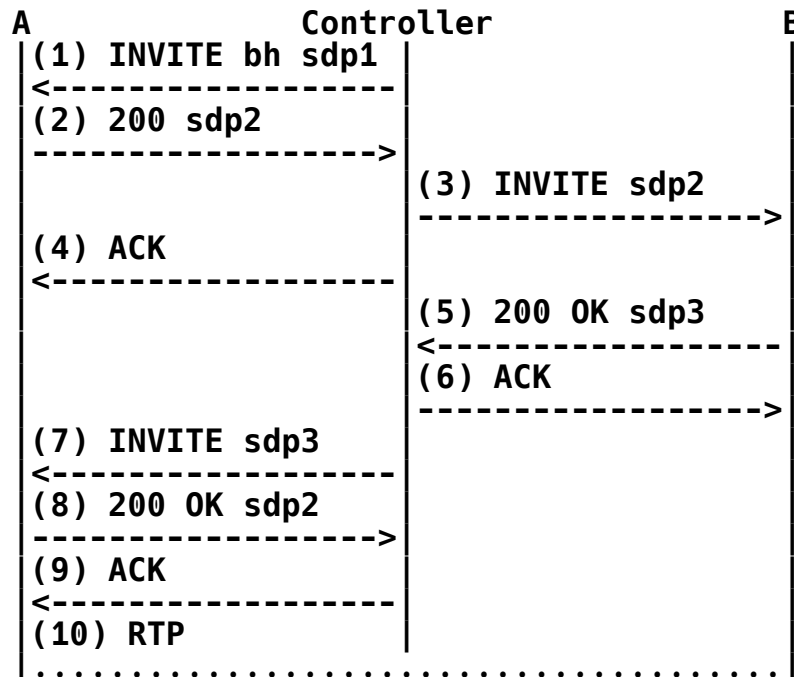 A Controller B
(1) INVITE bh sdp1
<------------------
(2) 200 sdp2
------------------>
(3) INVITE sdp2
------------------>
(4) ACK
<------------------
(5) 200 OK sdp3
<------------------
(6) ACK
------------------>
(7) INVITE sdp3
<------------------
(8) 200 OK sdp2
------------------>
(9) ACK
<------------------
(10) RTP
.......................................